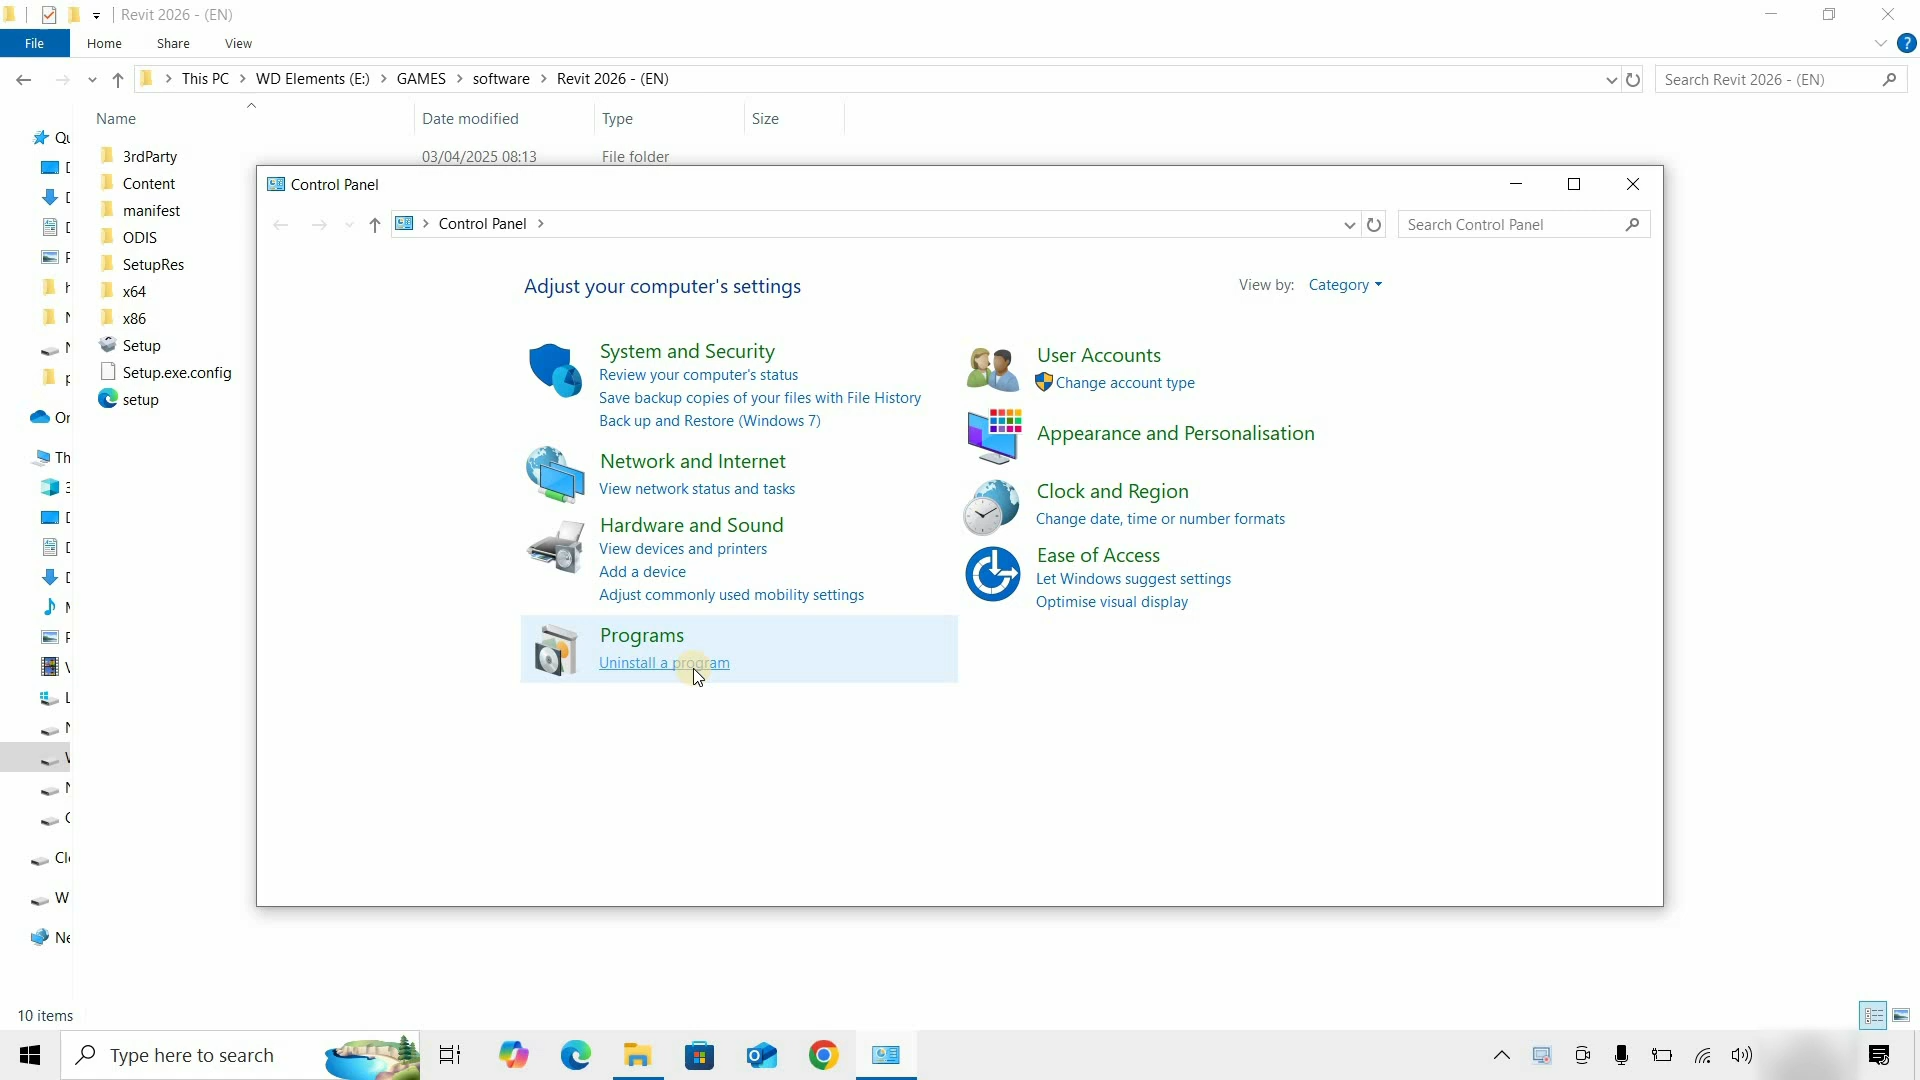 Revit 2026 - (EN)
File Home Share View
This PC WD Elements (E:) GAMES software Revit 2026 - (EN)
Search Revit 2026 - (EN)
Name Date modified Type Size
3rdParty 03/04/2025 08:13 File folder
Content
manifest
ODIS
SetupRes
x64
x86
Setup
Setup.exe.config
setup
Control Panel
Control Panel
Search Control Panel
Adjust your computer's settings
View by: Category
System and Security
Review your computer's status
Save backup copies of your files with File History
Back up and Restore (Windows 7)
Network and Internet
View network status and tasks
Hardware and Sound
View devices and printers
Add a device
Adjust commonly used mobility settings
Programs
Uninstall a program
User Accounts
Change account type
Appearance and Personalisation
Clock and Region
Change date, time or number formats
Ease of Access
Let Windows suggest settings
Optimise visual display
10 items
Type here to search